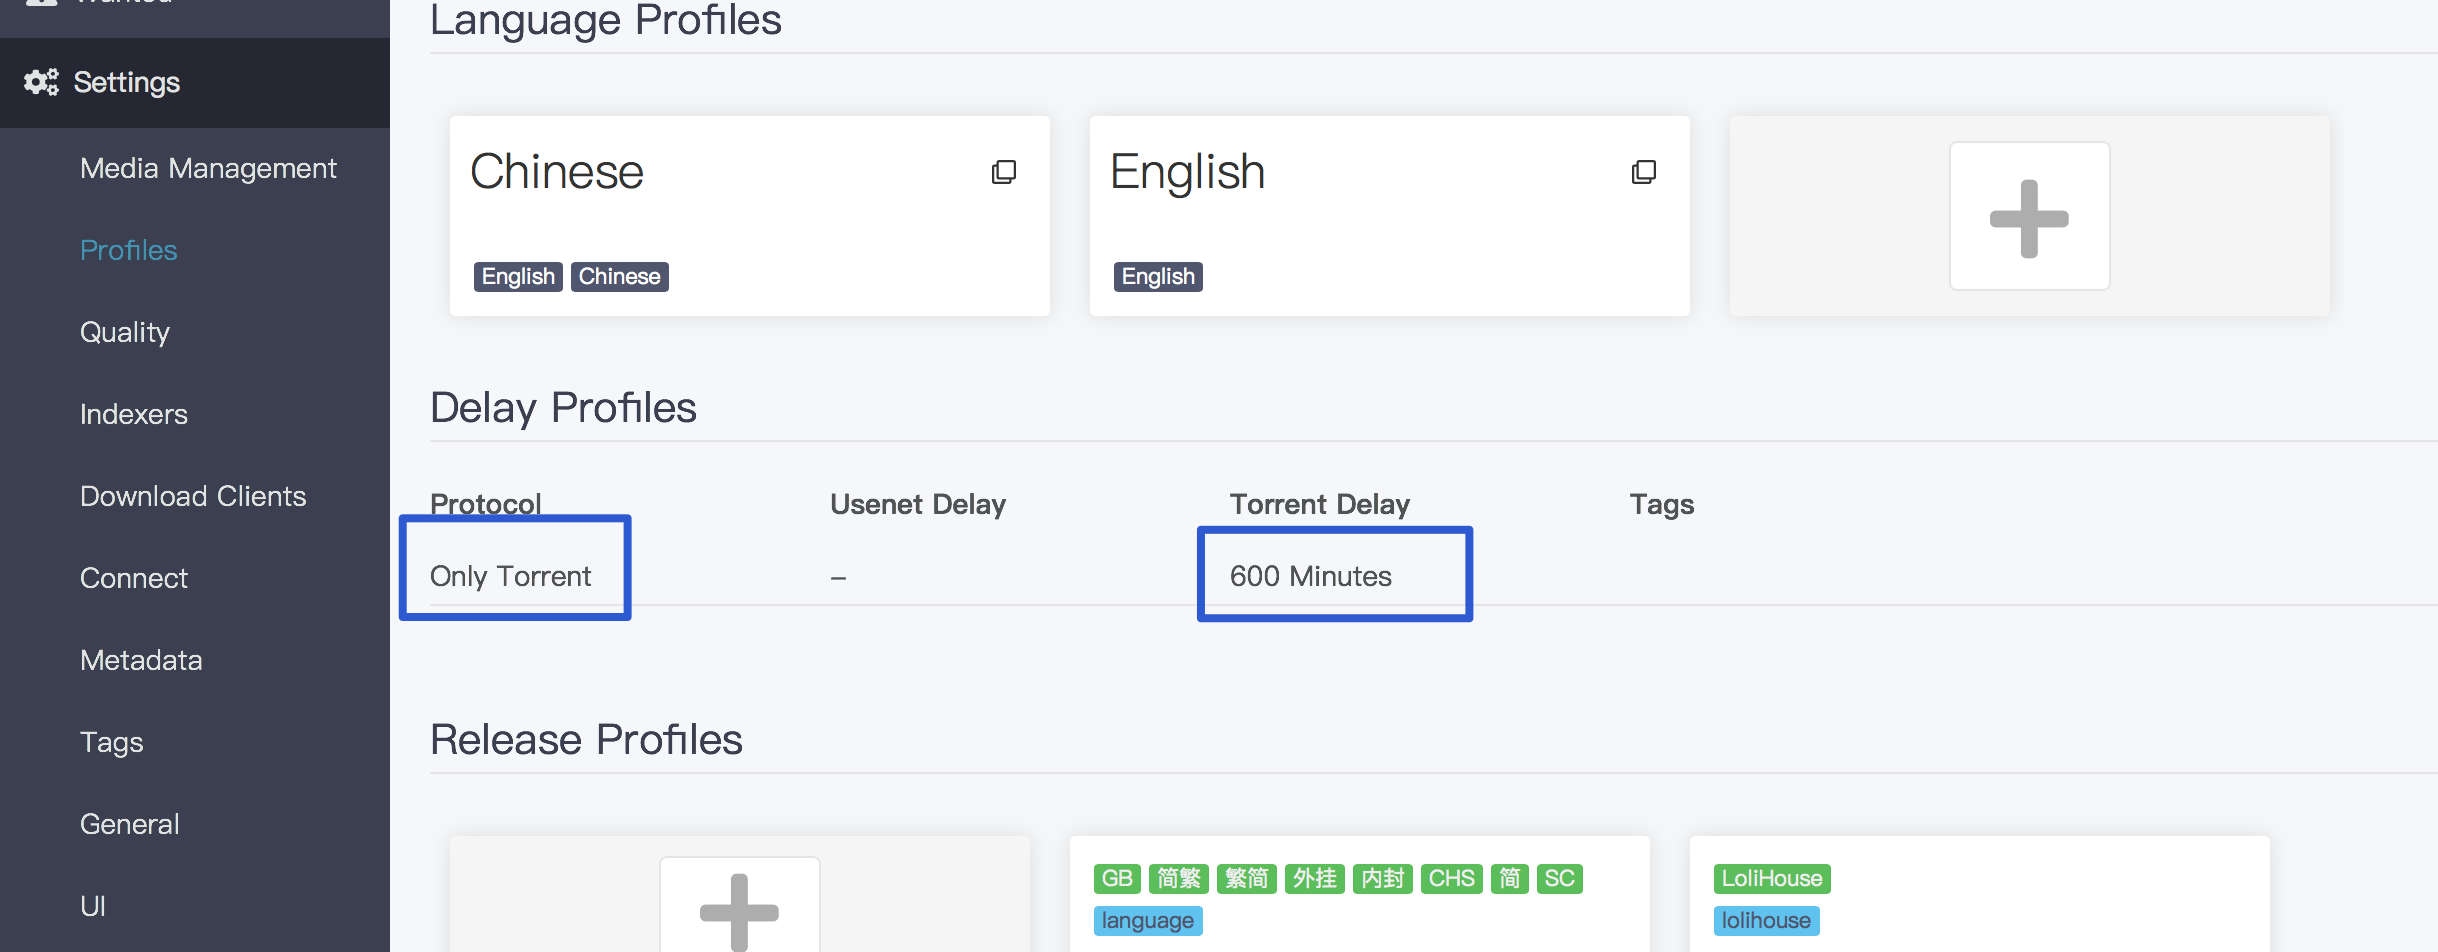 Wanted
Settings
Media Management
Profiles
Quality
Indexers
Download Clients
Connect
Metadata
Tags
General
UI
Language Profiles
Chinese
English Chinese
English
English
Delay Profiles
Protocol Usenet Delay Torrent Delay Tags
Only Torrent – 600 Minutes
Release Profiles
GB 简繁 繁简 外挂 内封 CHS 简 SC
language
LoliHouse
lolihouse